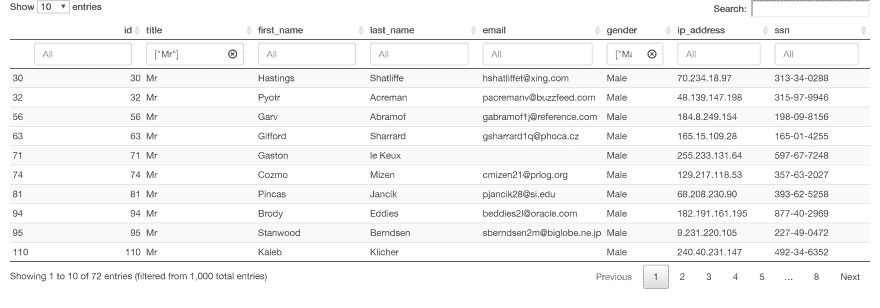 Show 10 entries Search:
id title first_name last_name email gender ip_address ssn
All ["Mr"] All All All ["Ma All All
30 30 Mr Hastings Shatliffe hshatliffet@xing.com Male 70.234.18.97 313-34-0288
32 32 Mr Pyotr Acreman pacremanv@buzzfeed.com Male 48.139.147.198 315-97-9946
56 56 Mr Garv Abramof gabramof1j@reference.com Male 184.8.249.154 198-09-8156
63 63 Mr Gifford Sharrard gsharrard1q@phoca.cz Male 165.15.109.28 165-01-4255
71 71 Mr Gaston le Keux Male 255.233.131.64 597-67-7248
74 74 Mr Cozmo Mizen cmizen21@prlog.org Male 129.217.118.53 357-63-2027
81 81 Mr Pincas Jancik pjancik28@si.edu Male 68.208.230.90 393-62-5258
94 94 Mr Brody Eddies beddies2l@oracle.com Male 182.191.161.195 877-40-2969
95 95 Mr Stanwood Berndsen sberndsen2m@biglobe.ne.jp Male 9.231.220.105 227-49-0472
110 110 Mr Kaleb Klicher Male 240.40.231.147 492-34-6352
Showing 1 to 10 of 72 entries (filtered from 1,000 total entries) Previous 1 2 3 4 5 ... 8 Next